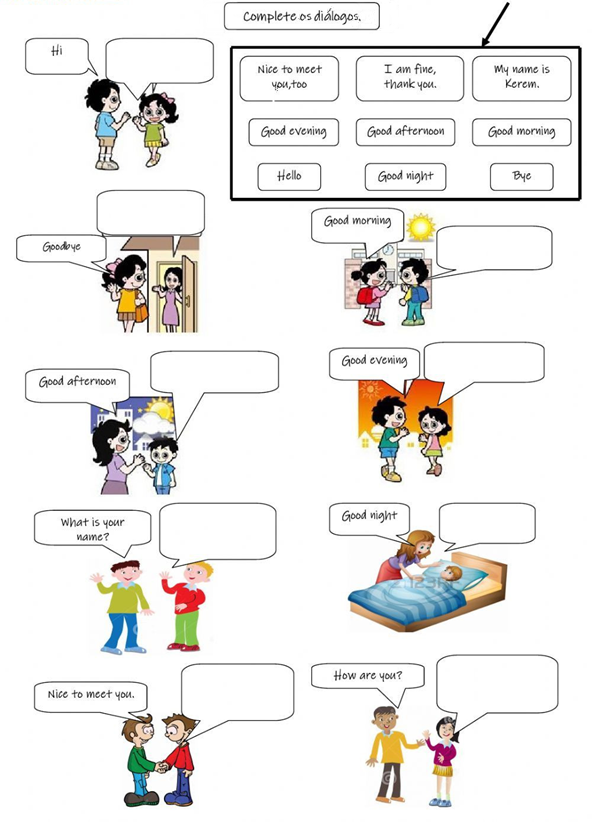 Complete os diálogos.
Hi
Nice to meet
you,too
I am fine,
thank you.
My name is
Kerem.
Good evening
Good afternoon
Good morning
Hello
Good night
Bye
Goodbye
Good morning
Good afternoon
Good evening
What is your
name?
Good night
Nice to meet you.
How are you?